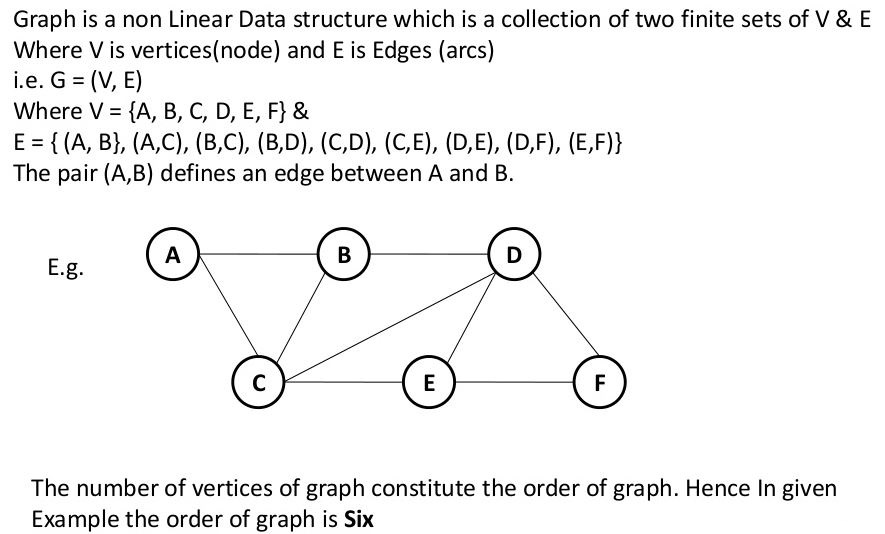 Graph is a non Linear Data structure which is a collection of two finite sets of V & E
Where V is vertices(node) and E is Edges (arcs)
i.e. G = (V, E)
Where V = {A, B, C, D, E, F} &
E = { (A, B}, (A,C), (B,C), (B,D), (C,D), (C,E), (D,E), (D,F), (E,F)}
The pair (A,B) defines an edge between A and B.
E.g.
A
B
D
C
E
F
The number of vertices of graph constitute the order of graph. Hence In given
Example the order of graph is Six